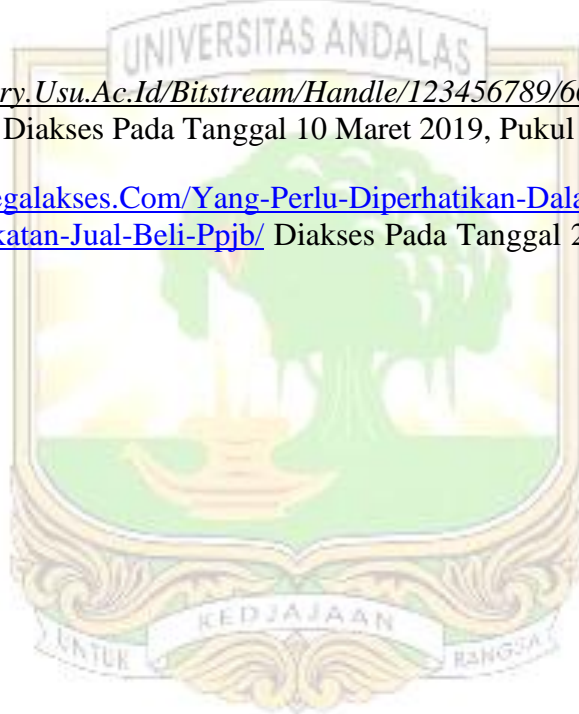 UNIVERSITAS ANDALAS
ry.Usu.Ac.Id/Bitstream/Handle/123456789/6
Diakses Pada Tanggal 10 Maret 2019, Pukul
egalakses.Com/Yang-Perlu-Diperhatikan-Dala
katan-Jual-Beli-Ppjb/ Diakses Pada Tanggal 2
KEDJAJAAN
UNTUK BANGSA